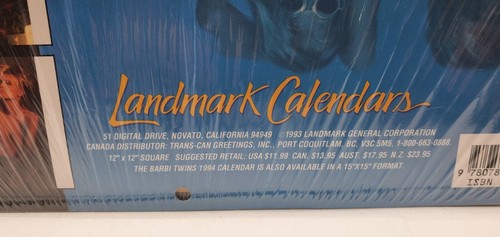 Landmark Calendars
51 DIGITAL DRIVE, NOVATO, CALIFORNIA 94949 ©1993 LANDMARK GENERAL CORPORATION
CANADA DISTRIBUTOR: TRANS-CAN GREETINGS, INC., PORT COQUITLAM, BC, V3C 5M5, 1-800-663-0888.
12" x 12" SQUARE SUGGESTED RETAIL: USA $11.99 CAN. $13.95 AUST. $17.95 N.Z. $23.95
THE BARBI TWINS 1994 CALENDAR IS ALSO AVAILABLE IN A 15"X15" FORMAT.
9 78078
ISBN